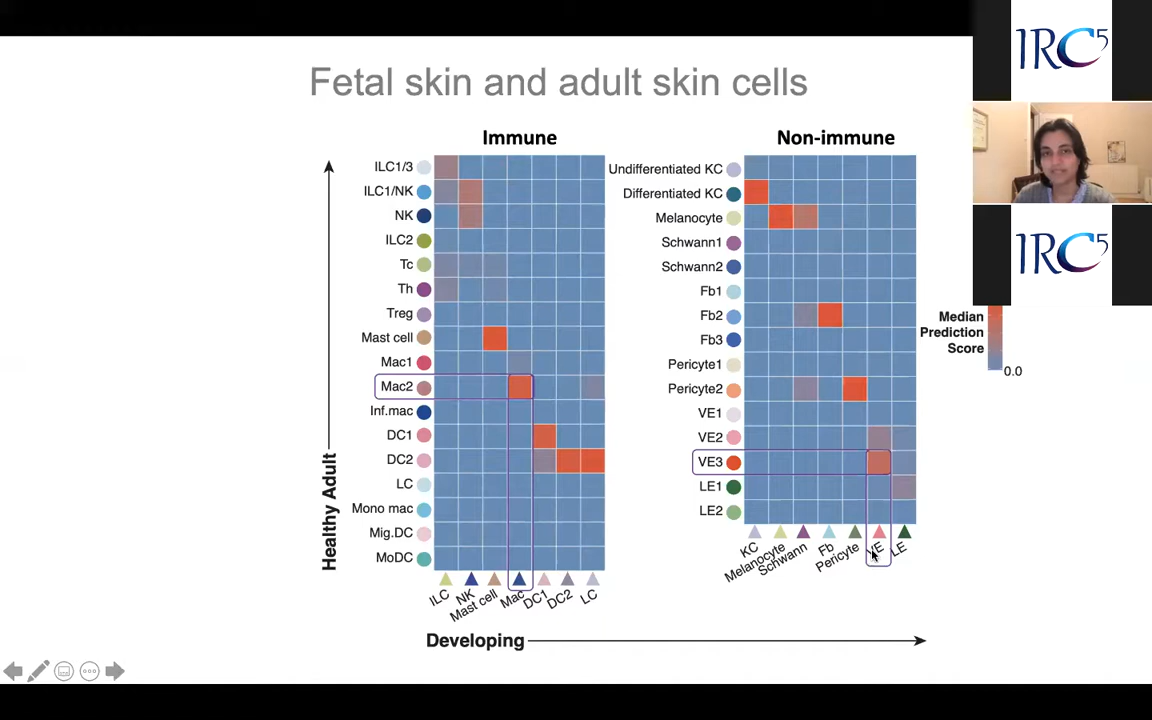 Fetal skin and adult skin cells
Immune
ILC1/3
ILC1/NK
NK
ILC2
Tc
Th
Treg
Mast cell
Mac1
Mac2
Inf.mac
DC1
DC2
LC
Mono mac
Mig.DC
MoDC
Healthy Adult
ILC
NK
Mast cell
Mac
DC1
DC2
LC
Non-immune
Undifferentiated KC
Differentiated KC
Melanocyte
Schwann1
Schwann2
Fb1
Fb2
Fb3
Pericyte1
Pericyte2
VE1
VE2
VE3
LE1
LE2
KC
Melanocyte
Schwann
Fb
Pericyte
VE
LE
Developing
Median
Prediction
Score
0.0
IRC5
IRC5